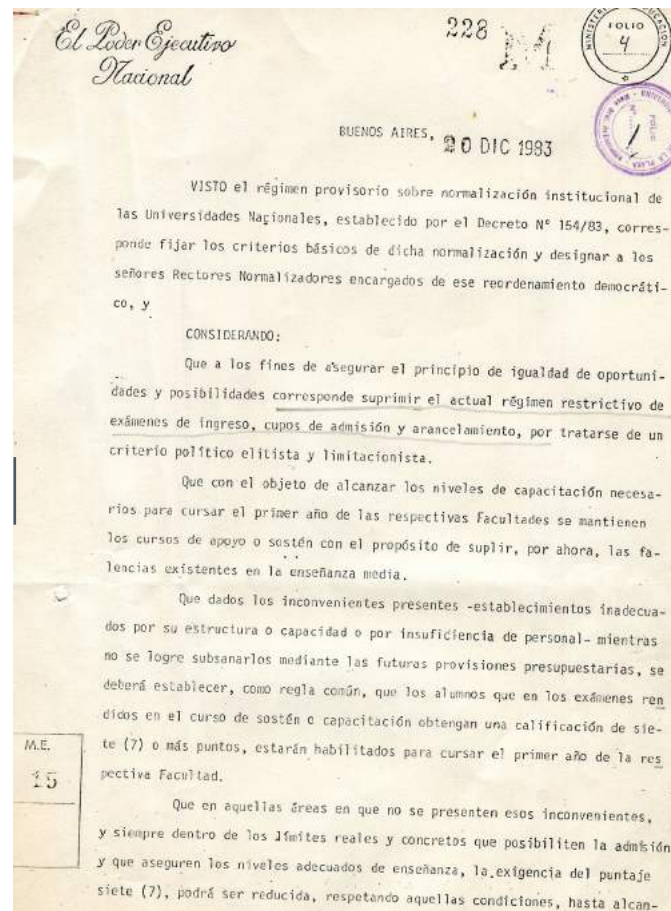 El Poder Ejecutivo
Nacional
228
M
FOLIO
4
FOLIO
BUENOS AIRES, 20 DIC 1983
VISTO el régimen provisorio sobre normalización institucional de
las Universidades Nacionales, establecido por el Decreto Nº 154/83, corres-
ponde fijar los criterios básicos de dicha normalización y designar a los
señores Rectores Normalizadores encargados de ese reordenamiento democráti-
co, y
CONSIDERANDO:
Que a los fines de asegurar el principio de igualdad de oportuni-
dades y posibilidades corresponde suprimir el actual régimen restrictivo de
exámenes de ingreso, cupos de admisión y arancelamiento, por tratarse de un
criterio político elitista y limitacionista.
Que con el objeto de alcanzar los niveles de capacitación necesa-
rios para cursar el primer año de las respectivas Facultades se mantienen
los cursos de apoyo o sostén con el propósito de suplir, por ahora, las fa-
lencias existentes en la enseñanza media.
Que dados los inconvenientes presentes -establecimientos inadecua-
dos por su estructura o capacidad o por insuficiencia de personal- mientras
no se logre subsanarlos mediante las futuras provisiones presupuestarias, se
deberá establecer, como regla común, que los alumnos que en los exámenes ren
didos en el curso de sostén o capacitación obtengan una calificación de sie-
te (7) o más puntos, estarán habilitados para cursar el primer año de la res
pectiva Facultad.
M.E.
15
Que en aquellas áreas en que no se presenten esos inconvenientes,
y siempre dentro de los límites reales y concretos que posibiliten la admisión
y que aseguren los niveles adecuados de enseñanza, la exigencia del puntaje
siete (7), podrá ser reducida, respetando aquellas condiciones, hasta alcan-